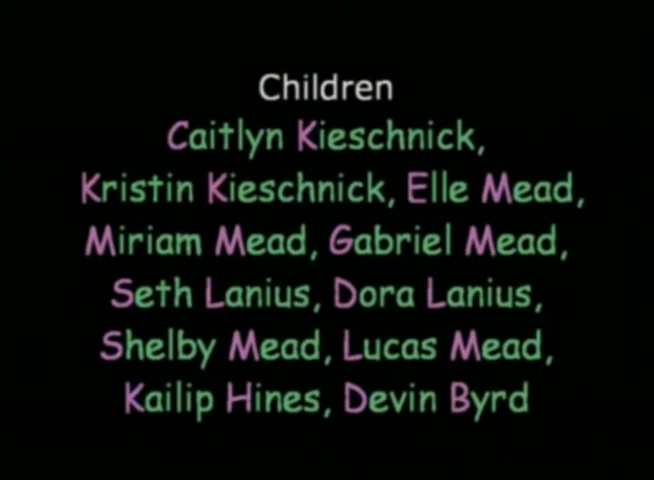 Children
Caitlyn Kieschnick,
Kristin Kieschnick, Elle Mead,
Miriam Mead, Gabriel Mead,
Seth Lanius, Dora Lanius,
Shelby Mead, Lucas Mead,
Kailip Hines, Devin Byrd